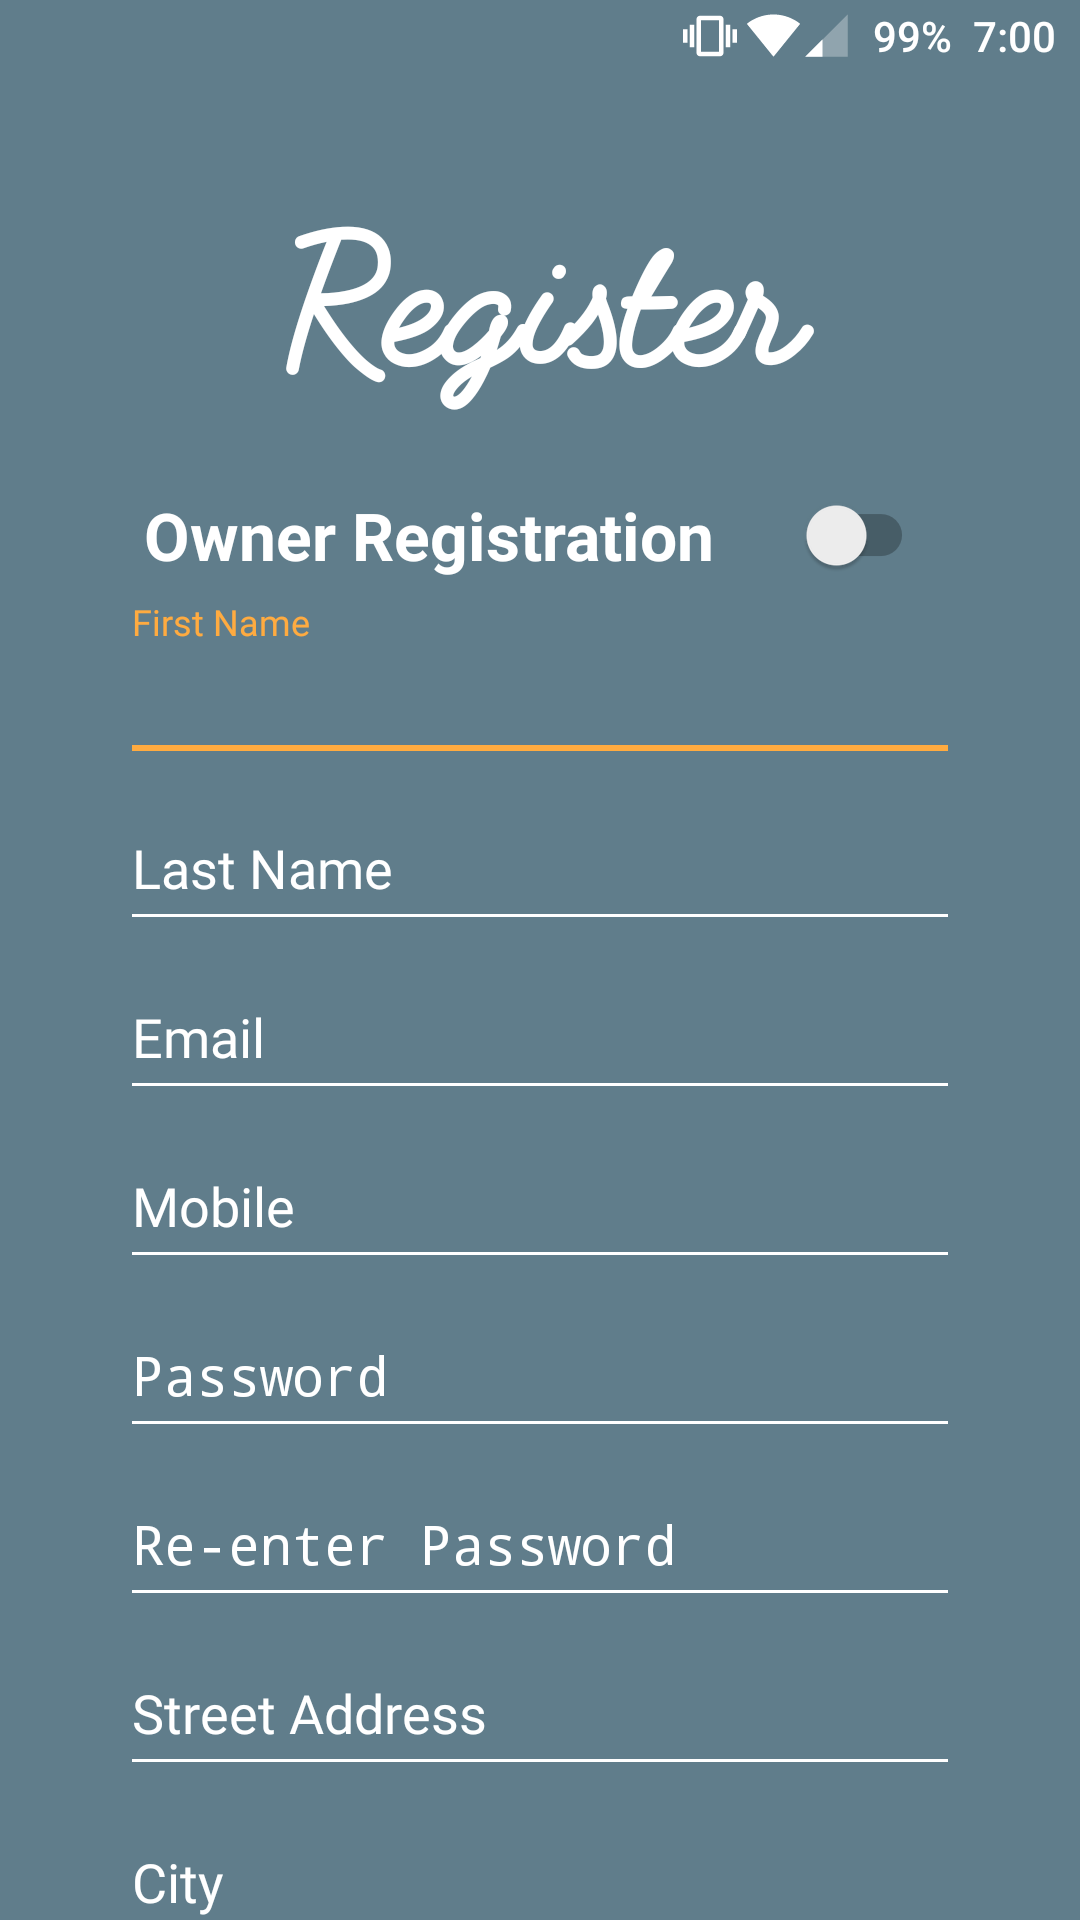 99% 7:00
Register
Owner Registration
First Name
Last Name
Email
Mobile
Password
Re-enter Password
Street Address
City